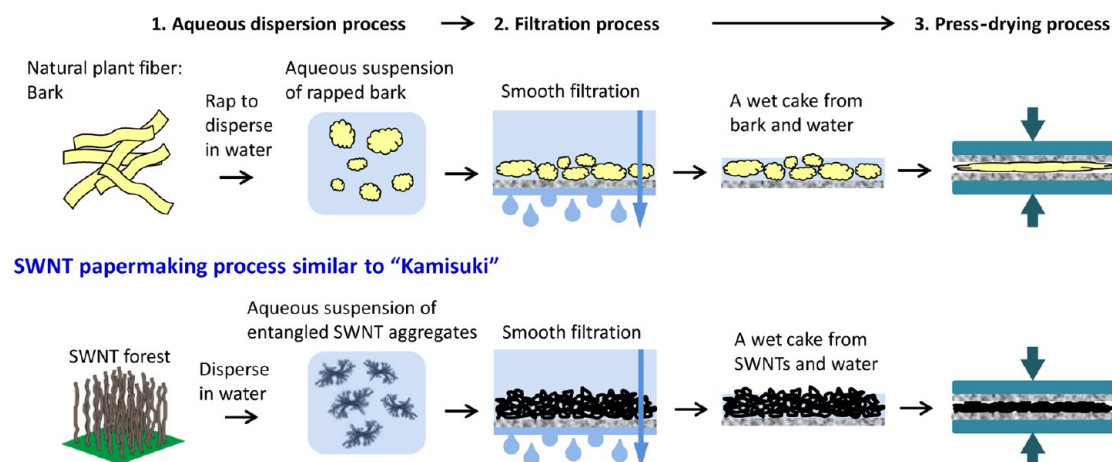 1. Aqueous dispersion process
2. Filtration process
3. Press-drying process
Natural plant fiber:
Bark
Rap to
disperse
in water
Aqueous suspension
of rapped bark
Smooth filtration
A wet cake from
bark and water
SWNT papermaking process similar to “Kamisuki”
SWNT forest
Disperse
in water
Aqueous suspension of
entangled SWNT aggregates
Smooth filtration
A wet cake from
SWNTs and water